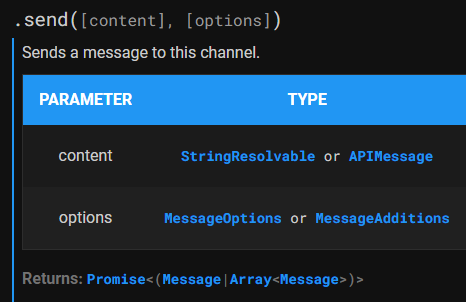 .send([content], [options])
Sends a message to this channel.
PARAMETER TYPE
content StringResolvable or APIMessage
options MessageOptions or MessageAdditions
Returns: Promise<(Message|Array<Message>)>